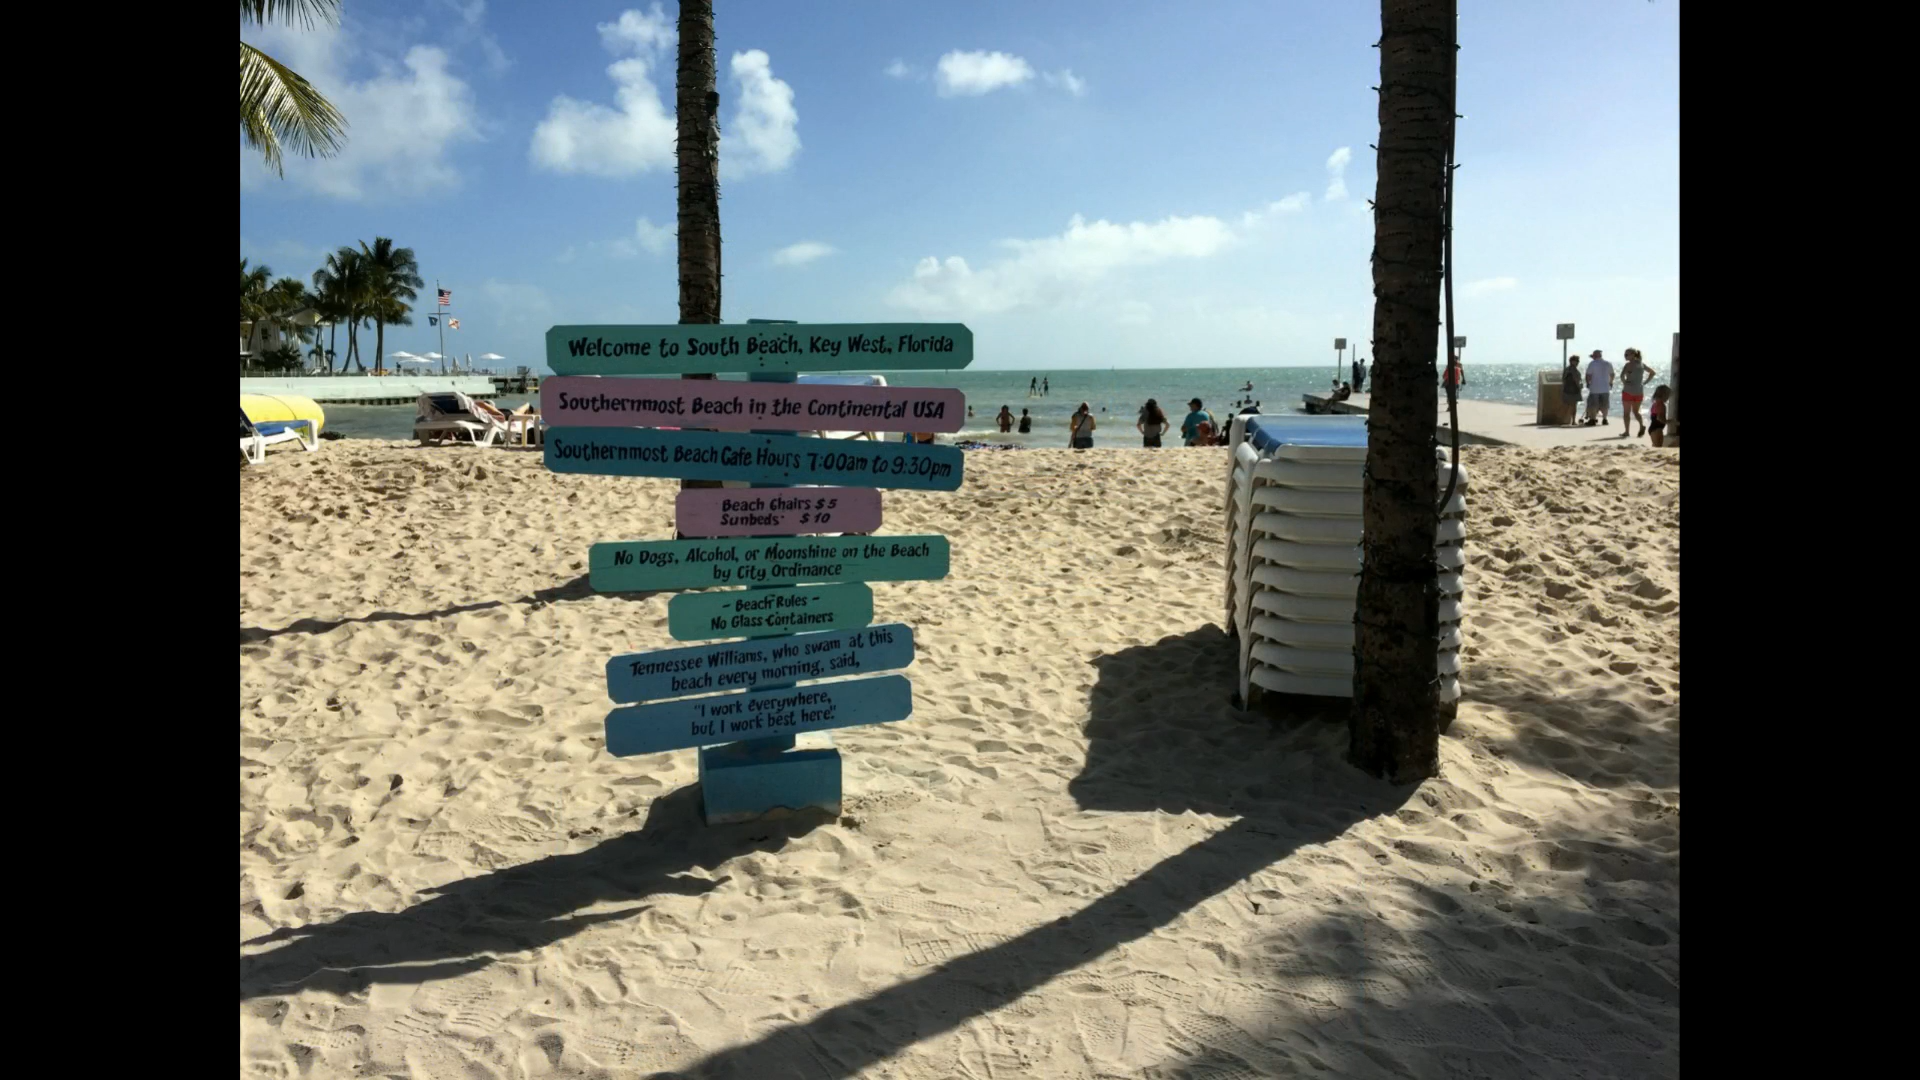 Welcome to South Beach, Key West, Florida
Southernmost Beach in the Continental USA
Southernmost Beach Cafe Hours 7:00am to 9:30pm
Beach Chairs $5
Sunbeds $10
No Dogs, Alcohol, or Moonshine on the Beach
by City Ordinance
- Beach Rules -
No Glass Containers
Tennessee Williams, who swam at this
beach every morning, said,
"I work everywhere,
but I work best here."